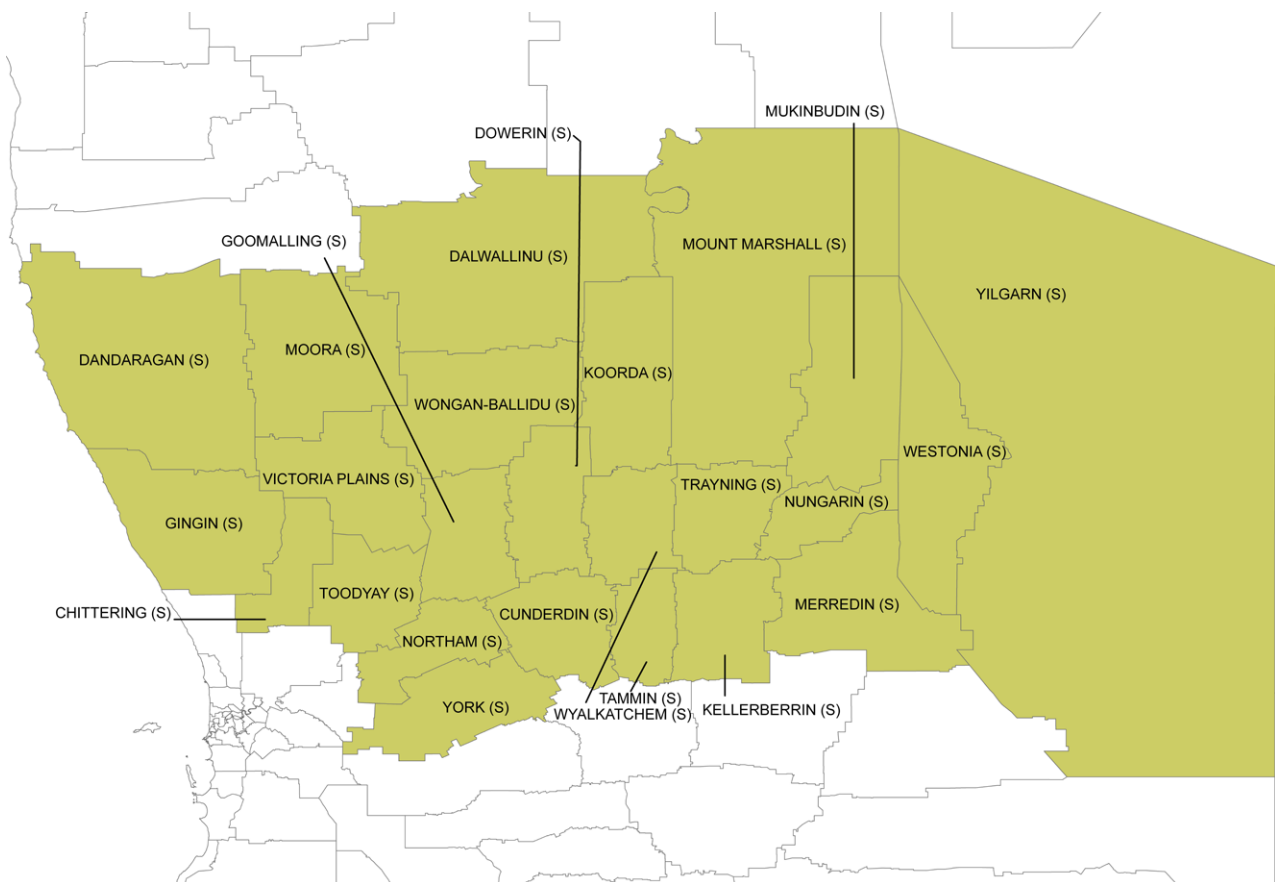 MUKINBUDIN (S)
DOWERIN (S)
GOOMALLING (S)
MOUNT MARSHALL (S)
DALWALLINU (S)
YILGARN (S)
MOORA (S)
DANDARAGAN (S)
KOORDA (S)
WONGAN-BALLIDU (S)
WESTONIA (S)
VICTORIA PLAINS (S)
TRAYNING (S)
NUNGARIN (S)
GINGIN (S)
TOODYAY (S)
MERREDIN (S)
CHITTERING (S)
CUNDERDIN (S)
NORTHAM (S)
TAMMIN (S)
YORK (S)
KELLERBERRIN (S)
WYALKATCHEM (S)